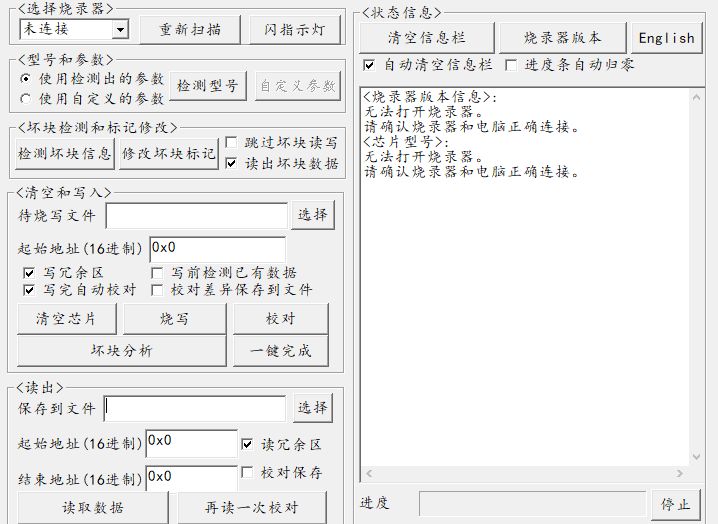 <选择烧录器>
未连接
重新扫描
闪指示灯
<型号和参数>
使用检测出的参数
使用自定义的参数
检测型号
自定义参数
<坏块检测和标记修改>
检测坏块信息
修改坏块标记
跳过坏块读写
读出坏块数据
<清空和写入>
待烧写文件
选择
起始地址(16进制)
0x0
写冗余区
写前检测已有数据
写完自动校对
校对差异保存到文件
清空芯片
烧写
校对
坏块分析
一键完成
<读出>
保存到文件
选择
起始地址(16进制)
0x0
读冗余区
结束地址(16进制)
0x0
校对保存
读取数据
再读一次校对
<状态信息>
清空信息栏
烧录器版本
English
自动清空信息栏
进度条自动归零
<烧录器版本信息>:
无法打开烧录器。
请确认烧录器和电脑正确连接。
<芯片型号>:
无法打开烧录器。
请确认烧录器和电脑正确连接。
进度
停止